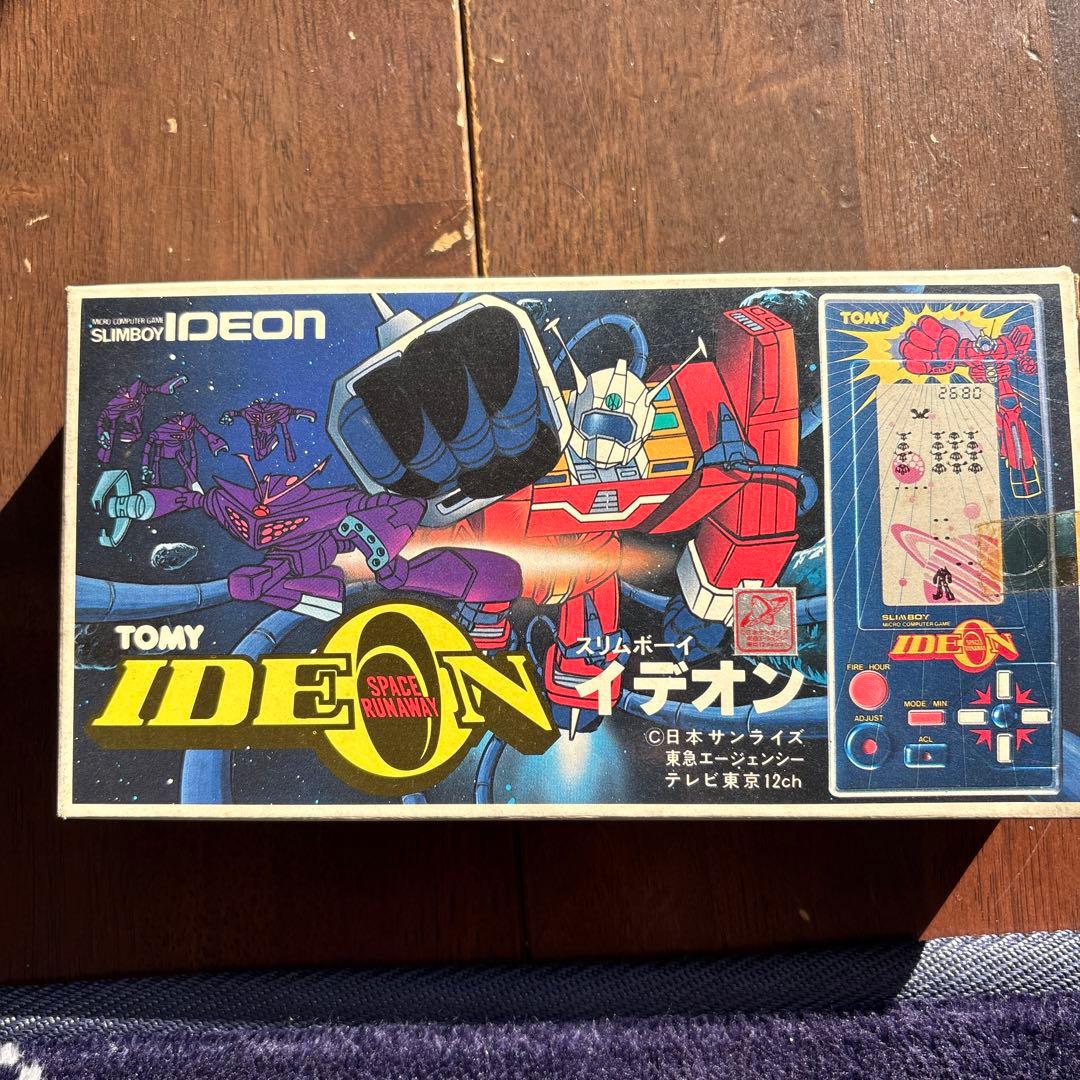 MICRO COMPUTER GAME
SLIMBOY IDEON
TOMY
IDEON
SPACE
RUNAWAY
スリムボーイ
イデオン
©日本サンライズ
東急エージェンシー
テレビ東京12ch
TOMY
2680
SLIMBOY
MICRO COMPUTER GAME
IDEON
SPACE
RUNAWAY
FIRE HOUR
MODE / MIN
ADJUST
ACL